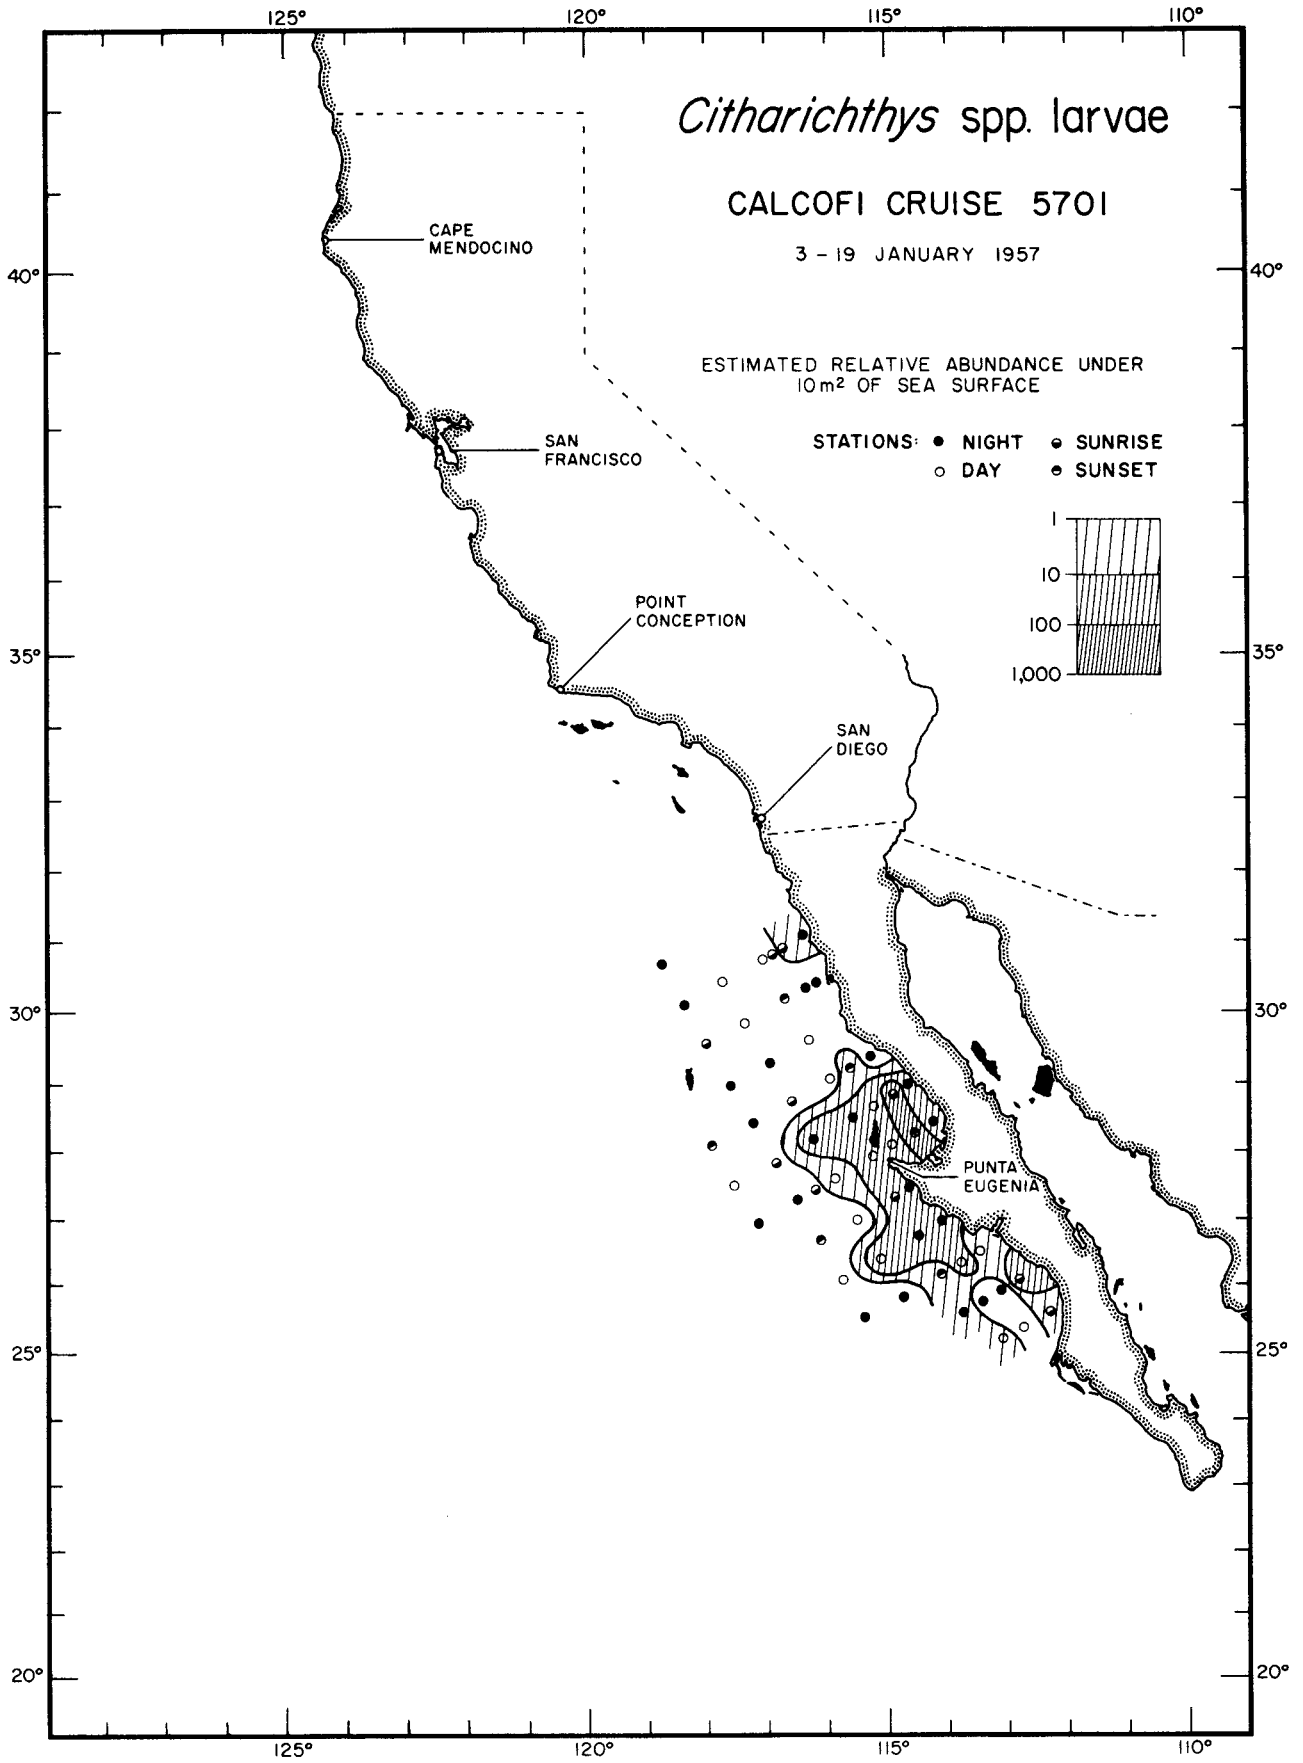 125° 120° 115° 110°
Citharichthys spp. larvae
CALCOFI CRUISE 5701
3 – 19 JANUARY 1957
CAPE
MENDOCINO
40° 40°
ESTIMATED RELATIVE ABUNDANCE UNDER
10 m² OF SEA SURFACE
STATIONS: ● NIGHT ◒ SUNRISE
○ DAY ◓ SUNSET
SAN
FRANCISCO
1
10
100
1,000
POINT
CONCEPTION
35° 35°
SAN
DIEGO
30° 30°
PUNTA
EUGENIA
25° 25°
20° 20°
125° 120° 115° 110°